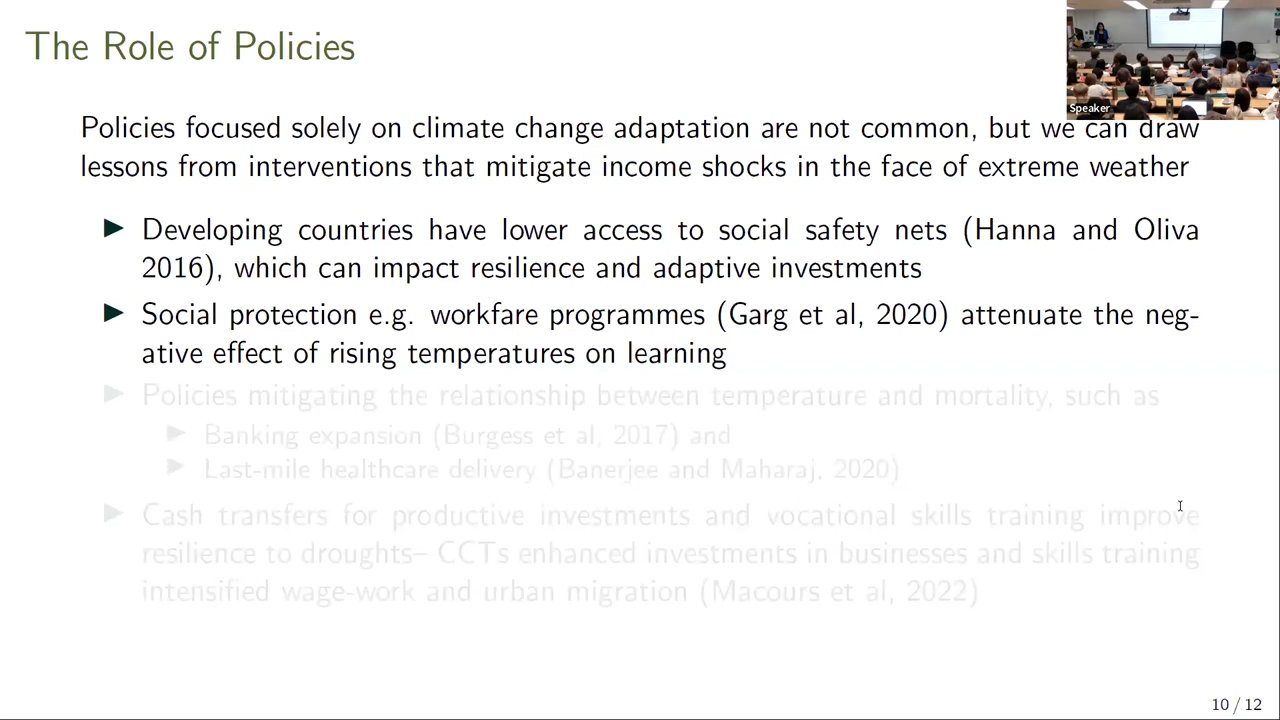 The Role of Policies
Speaker
Policies focused solely on climate change adaptation are not common, but we can draw
lessons from interventions that mitigate income shocks in the face of extreme weather
▶ Developing countries have lower access to social safety nets (Hanna and Oliva
2016), which can impact resilience and adaptive investments
▶ Social protection e.g. workfare programmes (Garg et al, 2020) attenuate the neg-
ative effect of rising temperatures on learning
▶ Policies mitigating the relationship between temperature and mortality, such as
▶ Banking expansion (Burgess et al, 2017) and
▶ Last-mile healthcare delivery (Banerjee and Maharaj, 2020)
▶ Cash transfers for productive investments and vocational skills training improve
resilience to droughts– CCTs enhanced investments in businesses and skills training
intensified wage-work and urban migration (Macours et al, 2022)
10 / 12